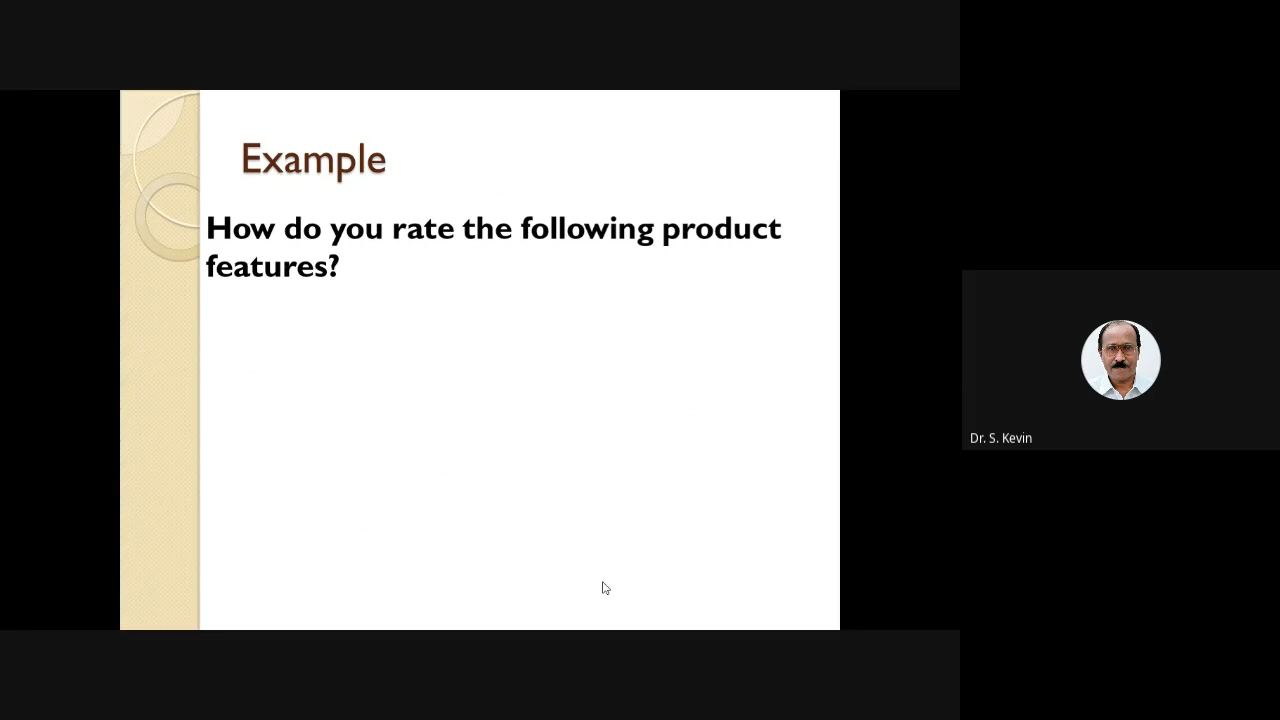 Example
How do you rate the following product
features?
Dr. S. Kevin